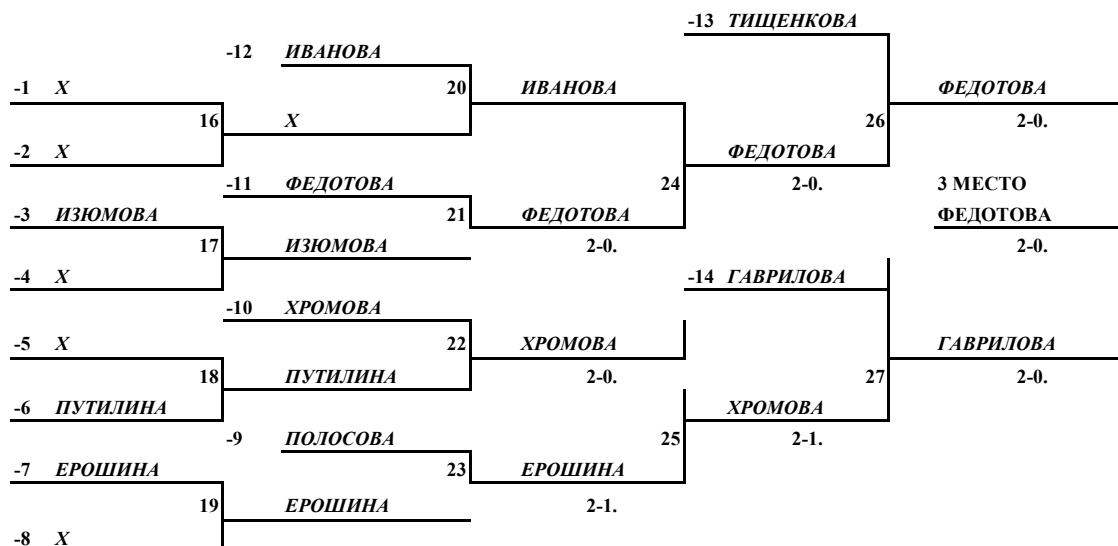 -13 ТИЩЕНКОВА
-12 ИВАНОВА
-1 Х 20 ИВАНОВА ФЕДОТОВА
16 Х 26 2-0.
-2 Х ФЕДОТОВА
-11 ФЕДОТОВА 24 2-0. 3 МЕСТО
-3 ИЗЮМОВА 21 ФЕДОТОВА ФЕДОТОВА
17 ИЗЮМОВА 2-0. 2-0.
-4 Х -14 ГАВРИЛОВА
-10 ХРОМОВА
-5 Х 22 ХРОМОВА ГАВРИЛОВА
18 ПУТИЛИНА 2-0. 27 2-0.
-6 ПУТИЛИНА ХРОМОВА
-9 ПОЛОСОВА 25 2-1.
-7 ЕРОШИНА 23 ЕРОШИНА
19 ЕРОШИНА 2-1.
-8 Х